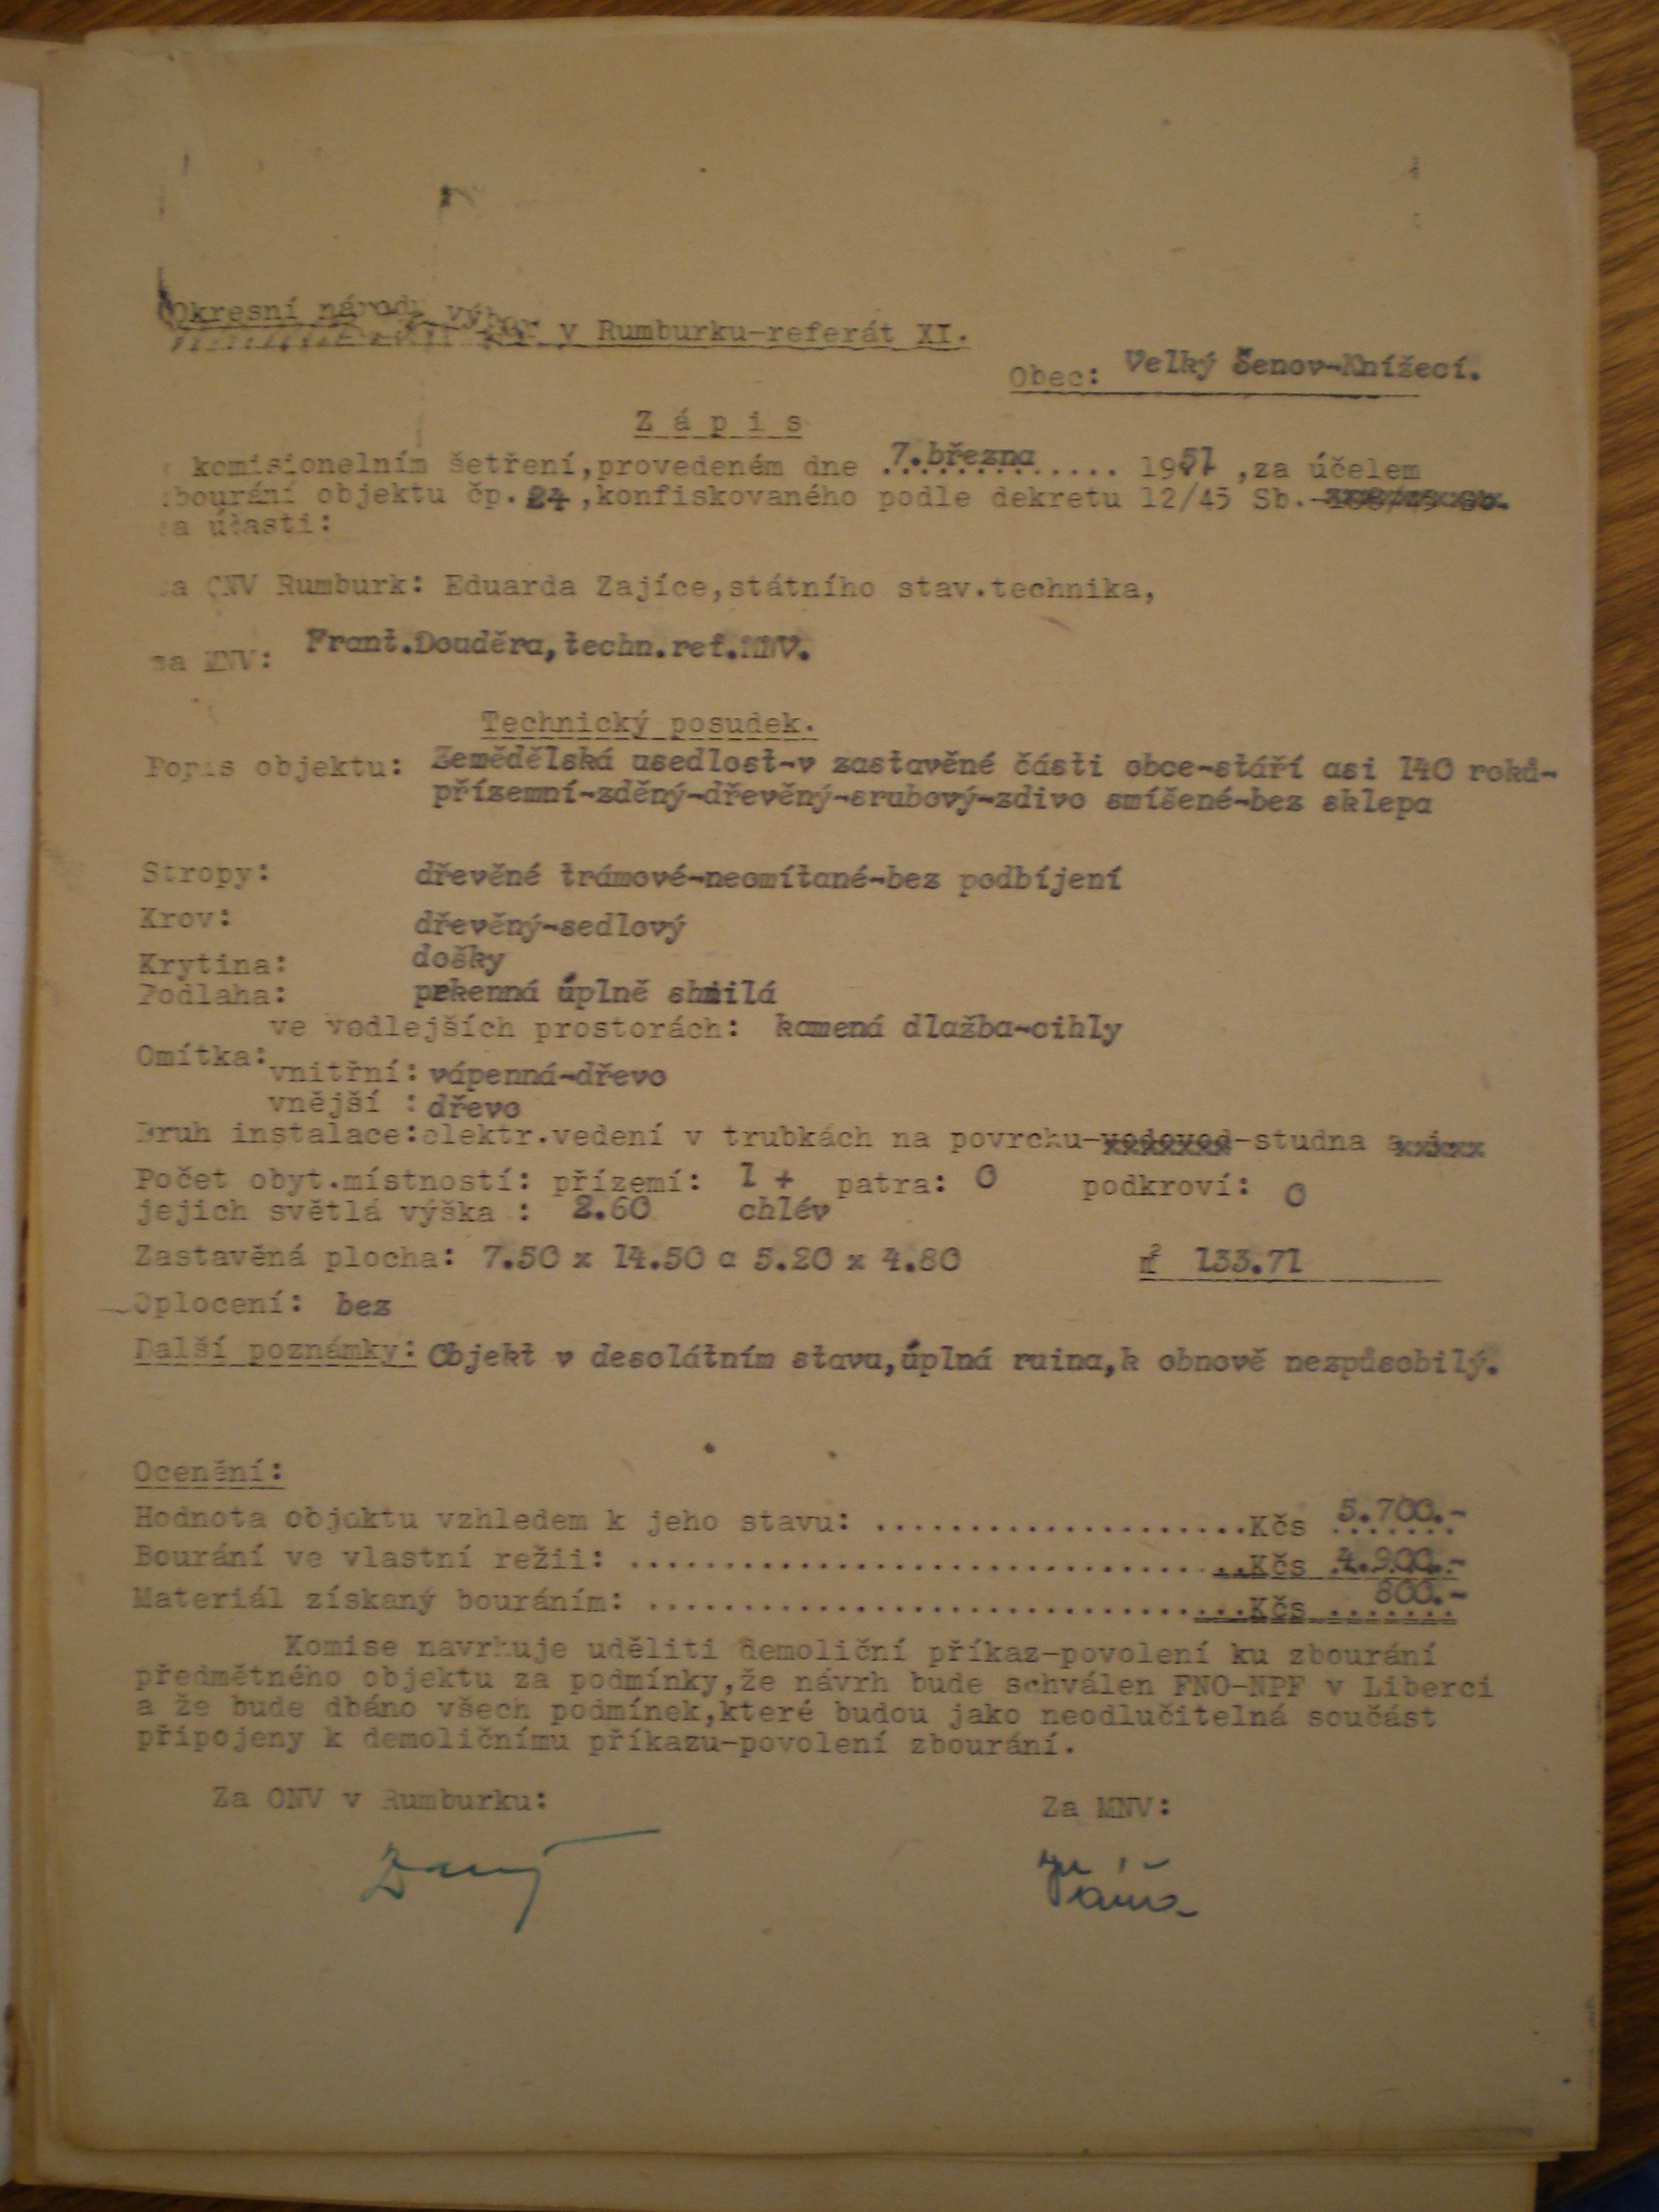 Okresní národ. výbor v Rumburku-referát XI.
Obec: Velký Šenov-Knížecí.
Zápis
komisionelním šetření,provedeném dne 7.března 1951 ,za účelem
bourání objektu čp.24,konfiskovaného podle dekretu 12/45 Sb.
za účasti:
za ONV Rumburk: Eduarda Zajíce,státního stav.technika,
za MNV: Frant.Douděra,techn.ref.MNV.
Technický posudek.
Popis objektu: Zemědělská usedlost-v zastavěné části obce-stáří asi 140 roků-
přízemní-zděný-dřevěný-srubový-zdivo smíšené-bez sklepa
Stropy: dřevěné trámové-neomítané-bez podbíjení
Krov: dřevěný-sedlový
Krytina: došky
Podlaha: prkenná úplně shnilá
ve vedlejších prostorách: kamená dlažba-cihly
Omítka:
vnitřní: vápenná-dřevo
vnější : dřevo
Druh instalace:elektr.vedení v trubkách na povrchu-vodovod-studna
Počet obyt.místností: přízemí: 1 + patra: 0 podkroví: 0
jejich světlá výška : 2.60 chlév
Zastavěná plocha: 7.50 x 14.50 a 5.20 x 4.80 m² 133.71
Oplocení: bez
Další poznámky: Objekt v desolátním stavu,úplná ruina,k obnově nezpůsobilý.
Ocenění:
Hodnota objektu vzhledem k jeho stavu: ....................Kčs 5.700.-
Bourání ve vlastní režii: ................................Kčs 4.900.-
Materiál získaný bouráním: ...............................Kčs 800.-
Komise navrhuje uděliti demoliční příkaz-povolení ku zbourání
předmětného objektu za podmínky,že návrh bude schválen FNO-NPF v Liberci
a že bude dbáno všech podmínek,které budou jako neodlučitelná součást
připojeny k demoličnímu příkazu-povolení zbourání.
Za ONV v Rumburku: Za MNV: